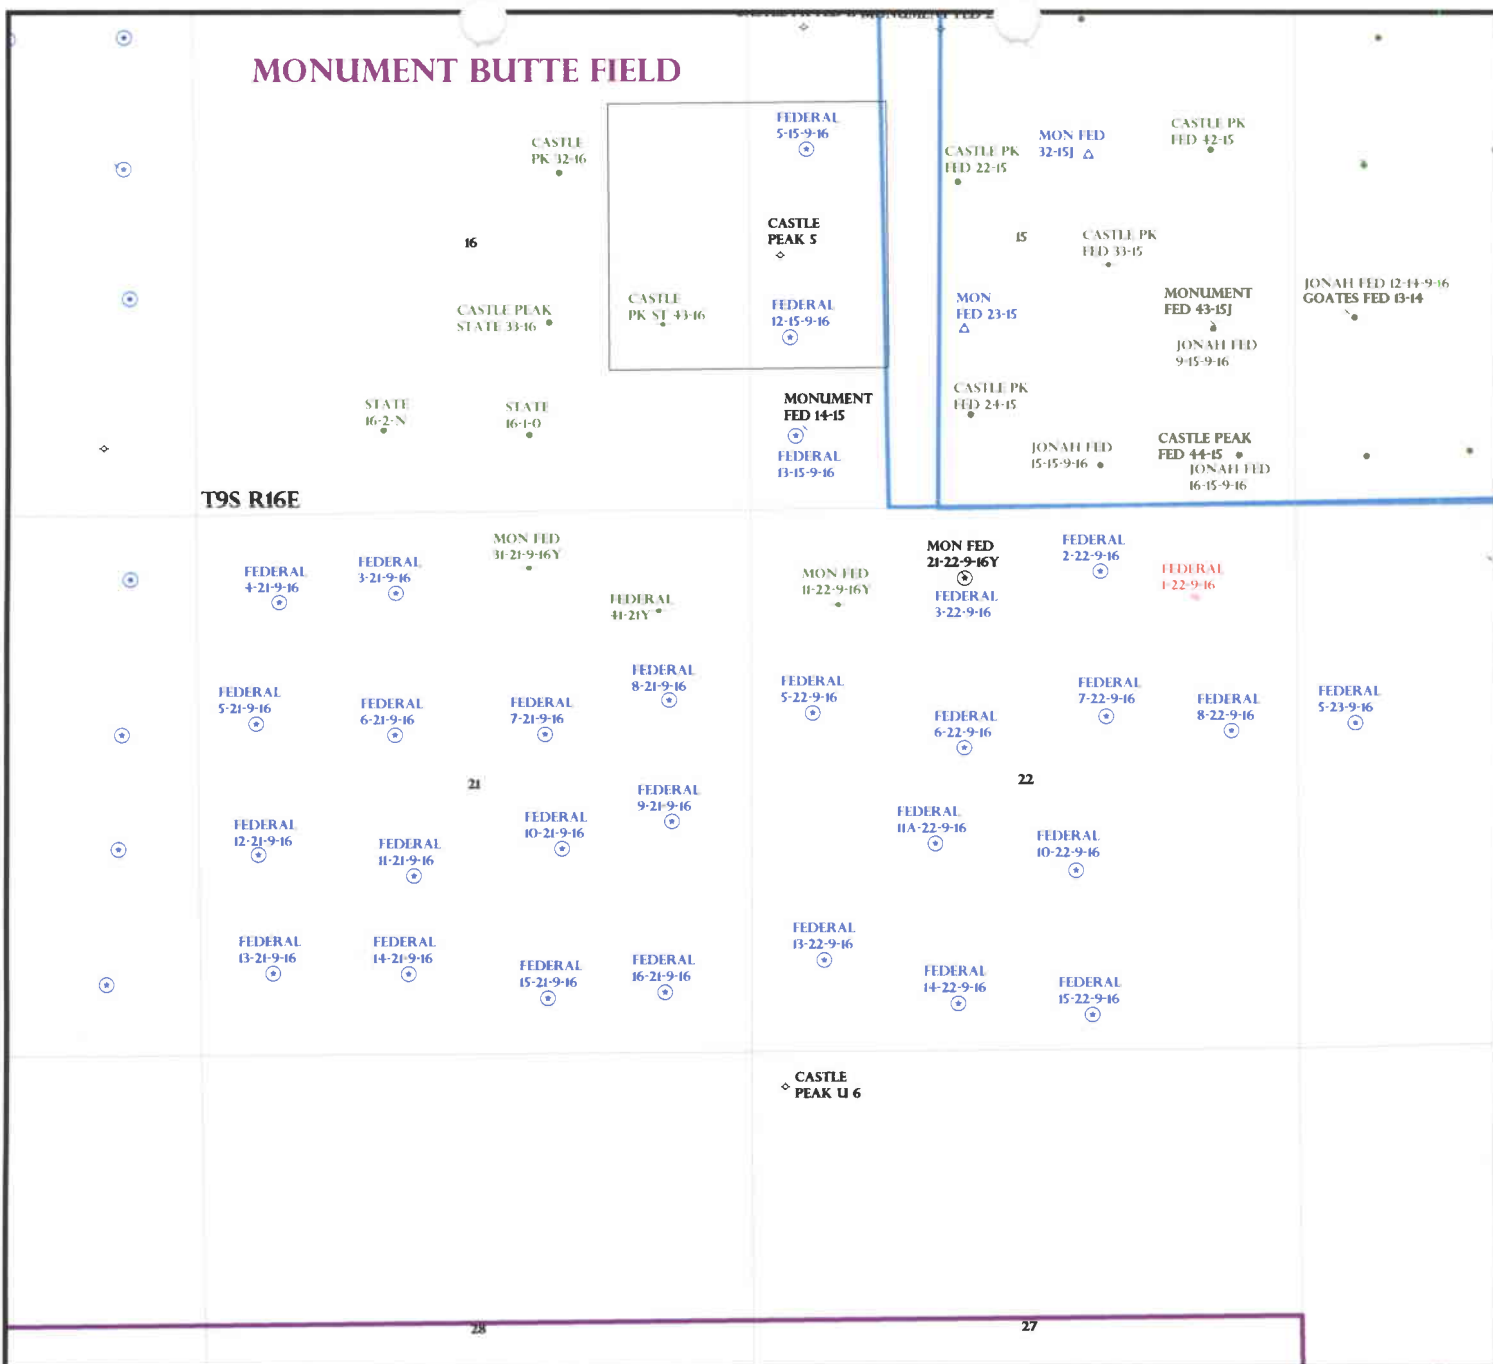 MONUMENT FED 2
MONUMENT BUTTE FIELD
FEDERAL
5-15-9-16
CASTLE PK
FED 42-15
MON FED
32-15J
CASTLE
PK 32-16
CASTLE PK
FED 22-15
CASTLE
PEAK 5
16
15
CASTLE PK
FED 33-15
JONAH FED 12-14-9-16
GOATES FED 13-14
MONUMENT
FED 43-15J
CASTLE PEAK
STATE 33-16
CASTLE
PK ST 43-16
FEDERAL
12-15-9-16
MON
FED 23-15
JONAH FED
9-15-9-16
CASTLE PK
FED 24-15
STATE
16-2-N
STATE
16-1-O
MONUMENT
FED 14-15
FEDERAL
13-15-9-16
JONAH FED
15-15-9-16
CASTLE PEAK
FED 44-15
JONAH FED
16-15-9-16
T9S R16E
FEDERAL
4-21-9-16
FEDERAL
3-21-9-16
MON FED
31-21-9-16Y
FEDERAL
41-21Y
MON FED
11-22-9-16Y
MON FED
21-22-9-16Y
FEDERAL
3-22-9-16
FEDERAL
2-22-9-16
FEDERAL
1-22-9-16
FEDERAL
5-21-9-16
FEDERAL
6-21-9-16
FEDERAL
7-21-9-16
FEDERAL
8-21-9-16
FEDERAL
5-22-9-16
FEDERAL
6-22-9-16
FEDERAL
7-22-9-16
FEDERAL
8-22-9-16
FEDERAL
5-23-9-16
21
22
FEDERAL
12-21-9-16
FEDERAL
11-21-9-16
FEDERAL
10-21-9-16
FEDERAL
9-21-9-16
FEDERAL
11A-22-9-16
FEDERAL
10-22-9-16
FEDERAL
13-21-9-16
FEDERAL
14-21-9-16
FEDERAL
15-21-9-16
FEDERAL
16-21-9-16
FEDERAL
13-22-9-16
FEDERAL
14-22-9-16
FEDERAL
15-22-9-16
CASTLE
PEAK U 6
28
27